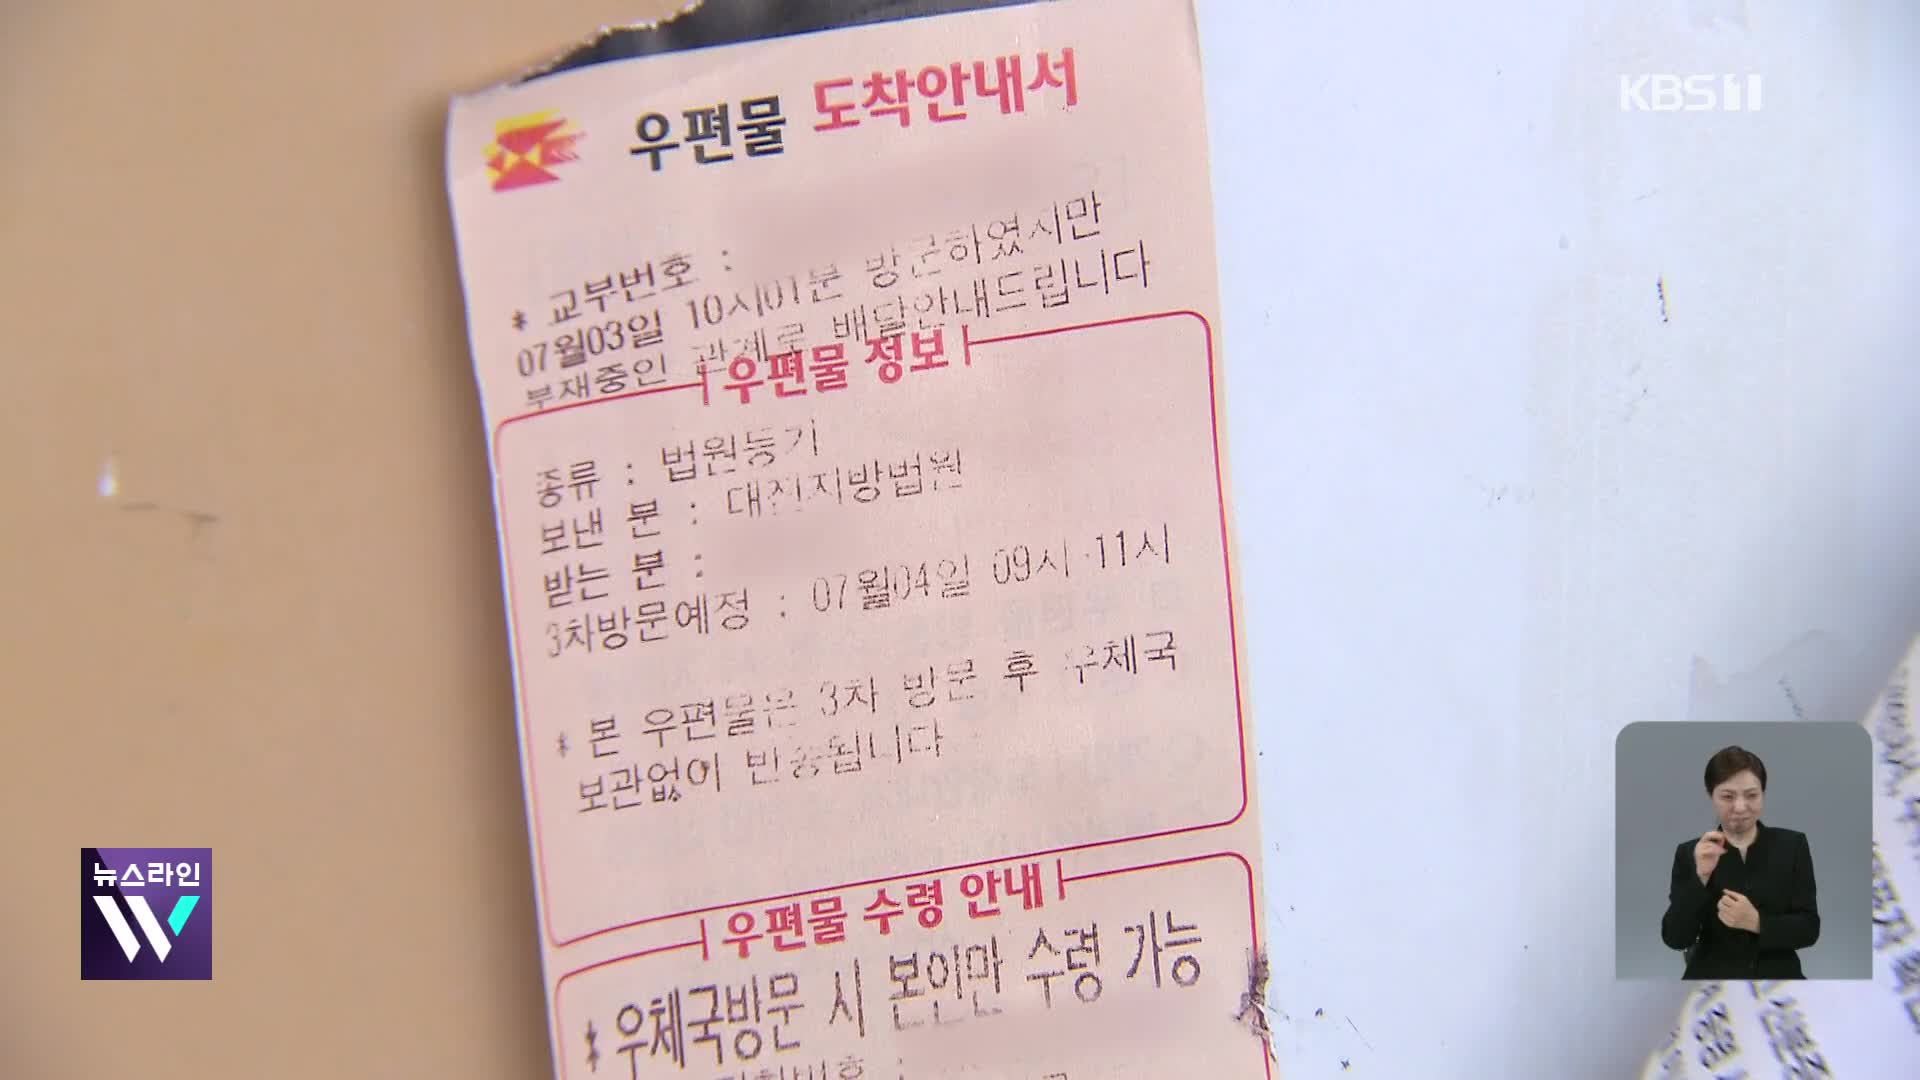 KBS 1
우편물 도착안내서
* 교부번호 :
07월03일 10시01분 방문하였지만
부재중인 관계로 배달안내드립니다
우편물 정보
종류 : 법원등기
보낸 분 : 대전지방법원
받는 분 :
3차방문예정 : 07월04일 09시-11시
* 본 우편물은 3차 방문 후 우체국
보관없이 반송됩니다
우편물 수령 안내
* 우체국방문 시 본인만 수령 가능
뉴스라인
W